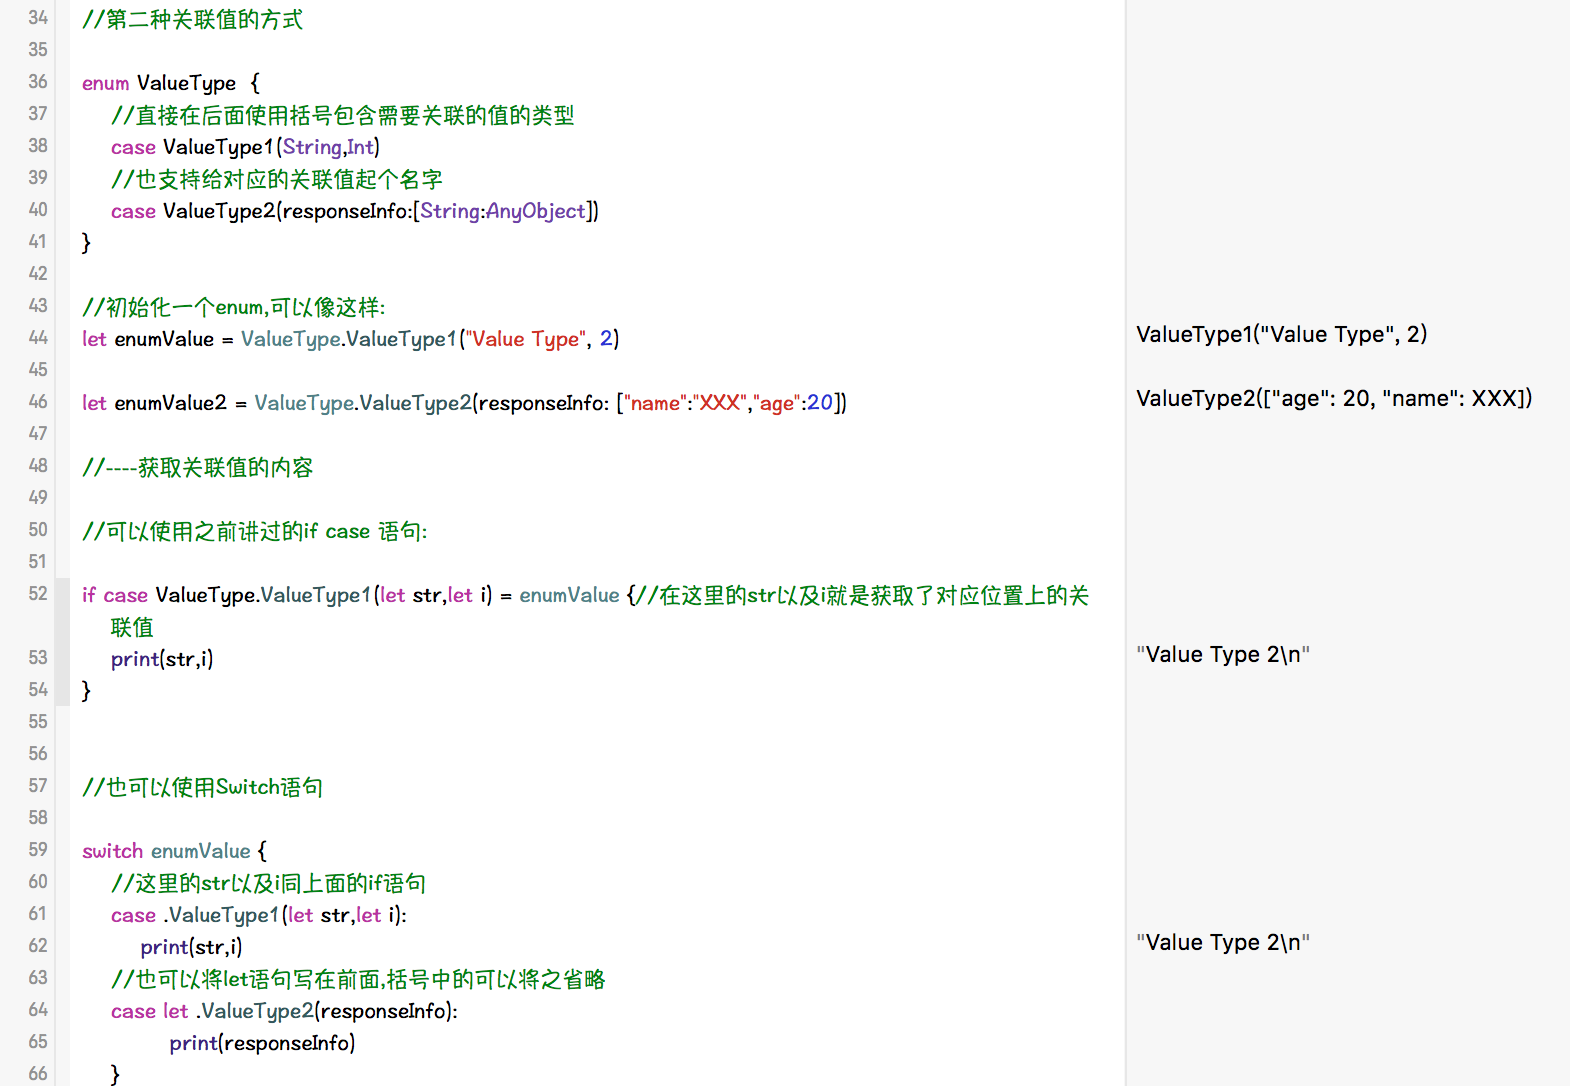 34 //第二种关联值的方式
35
36 enum ValueType {
37 //直接在后面使用括号包含需要关联的值的类型
38 case ValueType1(String,Int)
39 //也支持给对应的关联值起个名字
40 case ValueType2(responseInfo:[String:AnyObject])
41 }
42
43 //初始化一个enum,可以像这样:
44 let enumValue = ValueType.ValueType1("Value Type", 2) ValueType1("Value Type", 2)
45
46 let enumValue2 = ValueType.ValueType2(responseInfo: ["name":"XXX","age":20]) ValueType2(["age": 20, "name": XXX])
47
48 //----获取关联值的内容
49
50 //可以使用之前讲过的if case 语句:
51
52 if case ValueType.ValueType1(let str,let i) = enumValue {//在这里的str以及i就是获取了对应位置上的关
联值
53 print(str,i) "Value Type 2\n"
54 }
55
56
57 //也可以使用Switch语句
58
59 switch enumValue {
60 //这里的str以及i同上面的if语句
61 case .ValueType1(let str,let i):
62 print(str,i) "Value Type 2\n"
63 //也可以将let语句写在前面,括号中的可以将之省略
64 case let .ValueType2(responseInfo):
65 print(responseInfo)
66 }